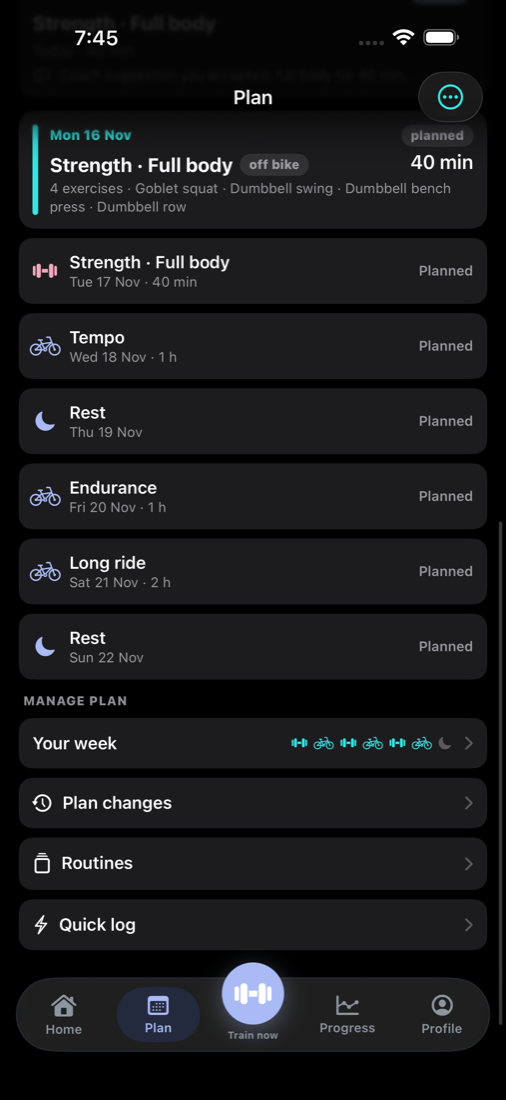 Strength · Full body
7:45
Plan
Mon 16 Nov
planned
Strength · Full body
off bike
40 min
4 exercises · Goblet squat · Dumbbell swing · Dumbbell bench
press · Dumbbell row
Strength · Full body
Planned
Tue 17 Nov · 40 min
Tempo
Planned
Wed 18 Nov · 1 h
Rest
Planned
Thu 19 Nov
Endurance
Planned
Fri 20 Nov · 1 h
Long ride
Planned
Sat 21 Nov · 2 h
Rest
Planned
Sun 22 Nov
MANAGE PLAN
Your week
Plan changes
Routines
Quick log
Home
Plan
Train now
Progress
Profile